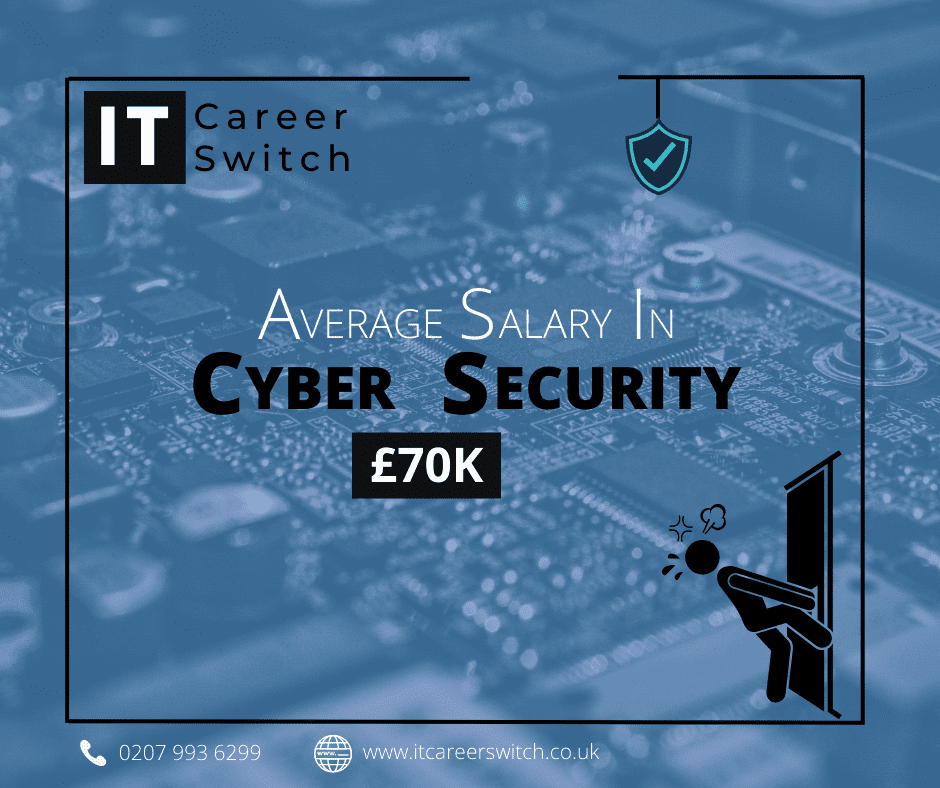 IT Career
Switch
Average Salary In
Cyber Security
£70K
0207 993 6299
www.itcareerswitch.co.uk